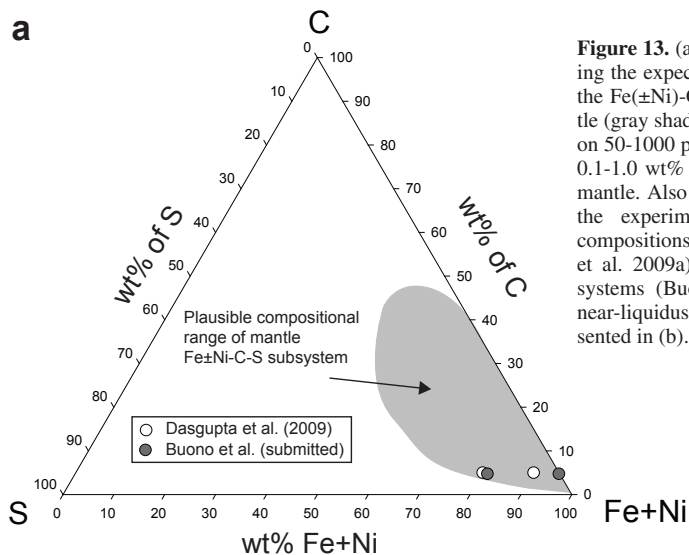 a
C
0
100
10
90
20
80
30
70
40
60
50
50
60
40
70
30
80
20
90
10
100
0
wt% of S
wt% of C
Plausible compositional
range of mantle
Fe±Ni-C-S subsystem
Dasgupta et al. (2009)
Buono et al. (submitted)
S
0 10 20 30 40 50 60 70 80 90 100
Fe+Ni
wt% Fe+Ni
Figure 13. (a
ing the expec
the Fe(±Ni)-
tle (gray shad
on 50-1000 p
0.1-1.0 wt%
mantle. Also
the experim
compositions
et al. 2009a)
systems (Buo
near-liquidus
sented in (b).